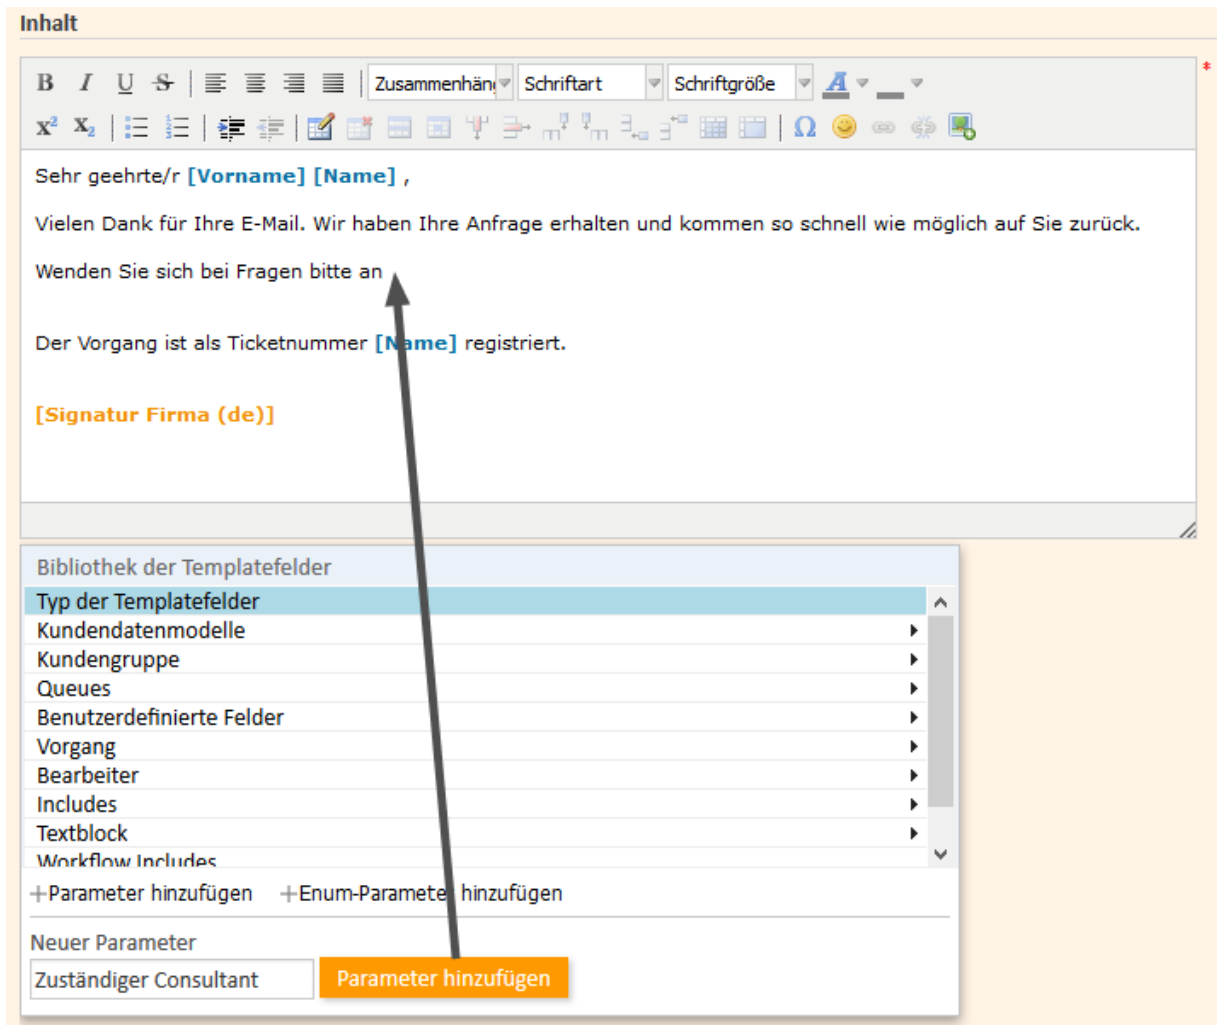 Inhalt
B I U S Zusammenhäng Schriftart Schriftgröße A
x² x₂ Ω
*
Sehr geehrte/r [Vorname] [Name] ,
Vielen Dank für Ihre E-Mail. Wir haben Ihre Anfrage erhalten und kommen so schnell wie möglich auf Sie zurück.
Wenden Sie sich bei Fragen bitte an
Der Vorgang ist als Ticketnummer [Name] registriert.
[Signatur Firma (de)]
Bibliothek der Templatefelder
Typ der Templatefelder
Kundendatenmodelle
Kundengruppe
Queues
Benutzerdefinierte Felder
Vorgang
Bearbeiter
Includes
Textblock
Workflow Includes
+Parameter hinzufügen +Enum-Parameter hinzufügen
Neuer Parameter
Zuständiger Consultant Parameter hinzufügen